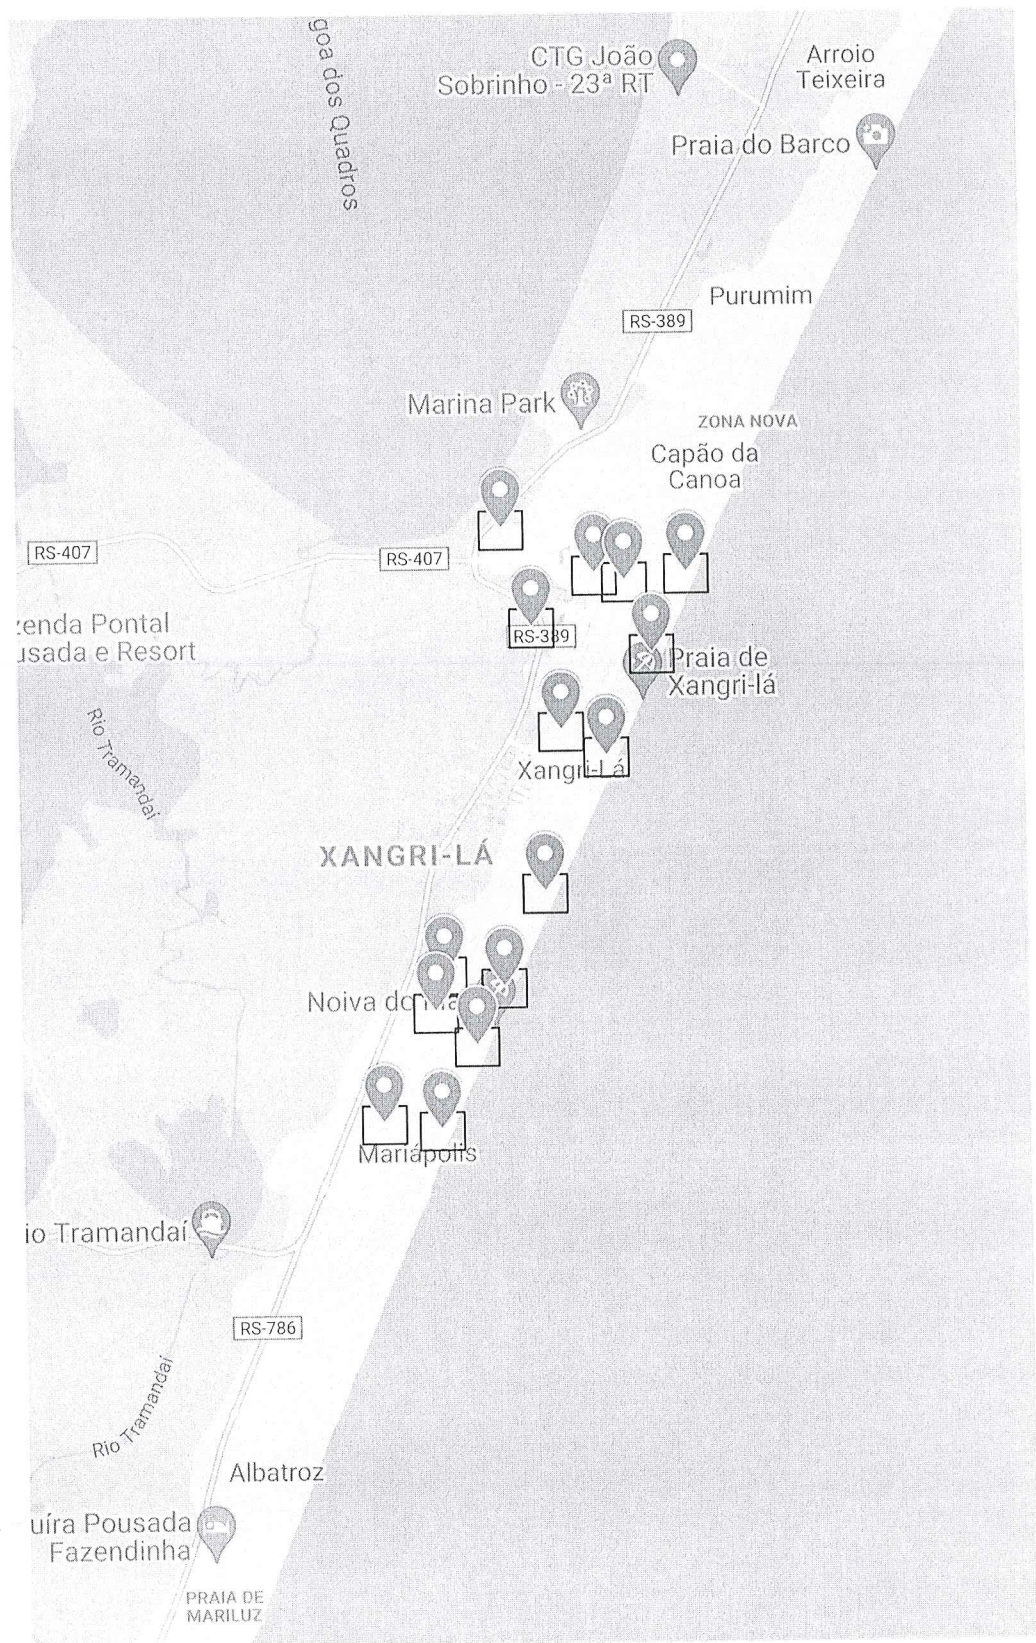 goa dos Quadros
CTG João
Sobrinho - 23ª RT
Arroio
Teixeira
Praia do Barco
Purumim
RS-389
Marina Park
ZONA NOVA
Capão da
Canoa
RS-407
RS-407
zenda Pontal
usada e Resort
RS-389
Praia de
Xangri-lá
Rio Tramandaí
Xangri-Lá
XANGRI-LÁ
Noiva do Ma
Mariápolis
io Tramandaí
RS-786
Rio Tramandaí
Albatroz
uíra Pousada
Fazendinha
PRAIA DE
MARILUZ